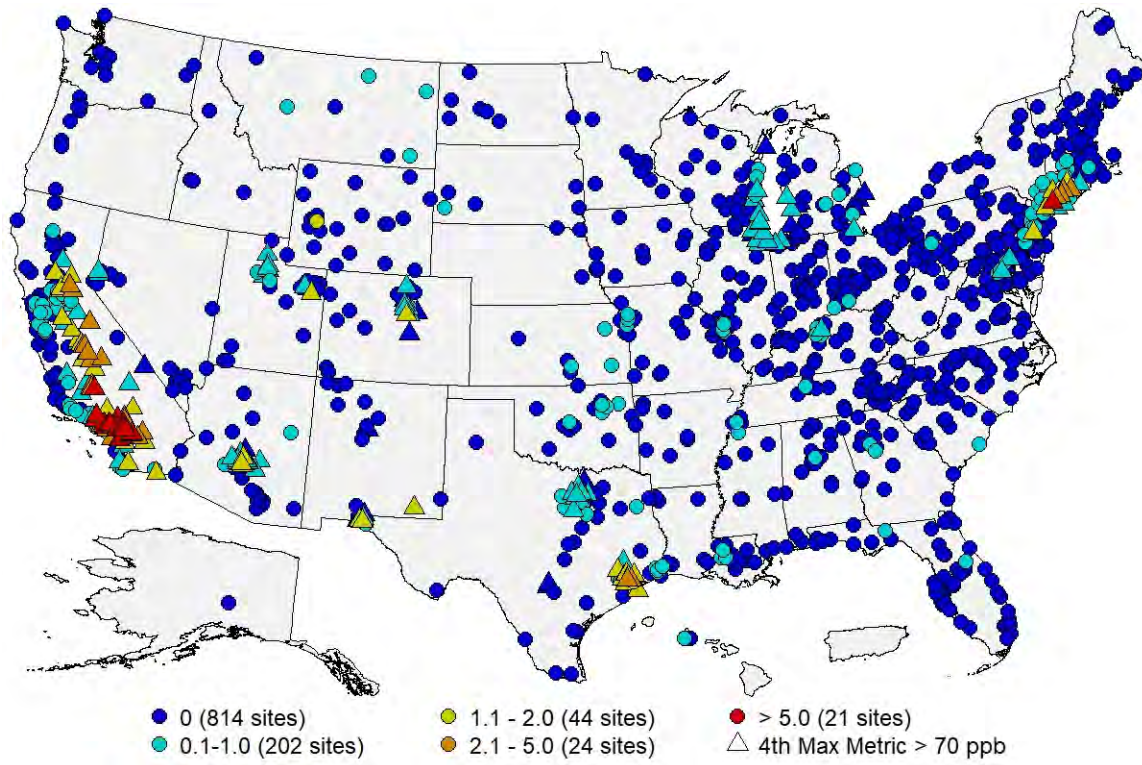 0 (814 sites)
1.1 - 2.0 (44 sites)
> 5.0 (21 sites)
0.1-1.0 (202 sites)
2.1 - 5.0 (24 sites)
4th Max Metric > 70 ppb